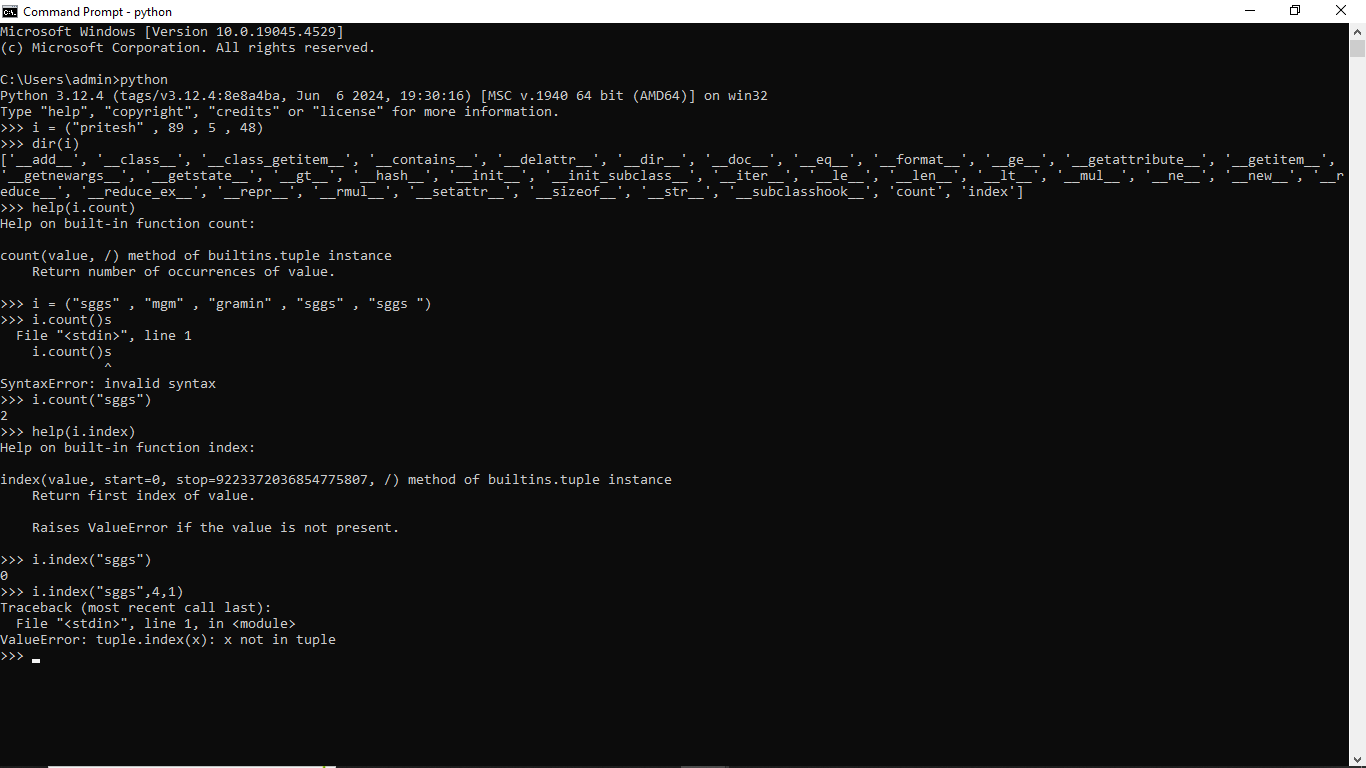 Command Prompt - python
Microsoft Windows [Version 10.0.19045.4529]
(c) Microsoft Corporation. All rights reserved.
C:\Users\admin>python
Python 3.12.4 (tags/v3.12.4:8e8a4ba, Jun  6 2024, 19:30:16) [MSC v.1940 64 bit (AMD64)] on win32
Type "help", "copyright", "credits" or "license" for more information.
>>> i = ("pritesh" , 89 , 5 , 48)
>>> dir(i)
['__add__', '__class__', '__class_getitem__', '__contains__', '__delattr__', '__dir__', '__doc__', '__eq__', '__format__', '__ge__', '__getattribute__', '__getitem__',
'__getnewargs__', '__getstate__', '__gt__', '__hash__', '__init__', '__init_subclass__', '__iter__', '__le__', '__len__', '__lt__', '__mul__', '__ne__', '__new__', '__r
educe__', '__reduce_ex__', '__repr__', '__rmul__', '__setattr__', '__sizeof__', '__str__', '__subclasshook__', 'count', 'index']
>>> help(i.count)
Help on built-in function count:
count(value, /) method of builtins.tuple instance
    Return number of occurrences of value.
>>> i = ("sggs" , "mgm" , "gramin" , "sggs" , "sggs ")
>>> i.count()s
  File "<stdin>", line 1
    i.count()s
             ^
SyntaxError: invalid syntax
>>> i.count("sggs")
2
>>> help(i.index)
Help on built-in function index:
index(value, start=0, stop=9223372036854775807, /) method of builtins.tuple instance
    Return first index of value.
    Raises ValueError if the value is not present.
>>> i.index("sggs")
0
>>> i.index("sggs",4,1)
Traceback (most recent call last):
  File "<stdin>", line 1, in <module>
ValueError: tuple.index(x): x not in tuple
>>>